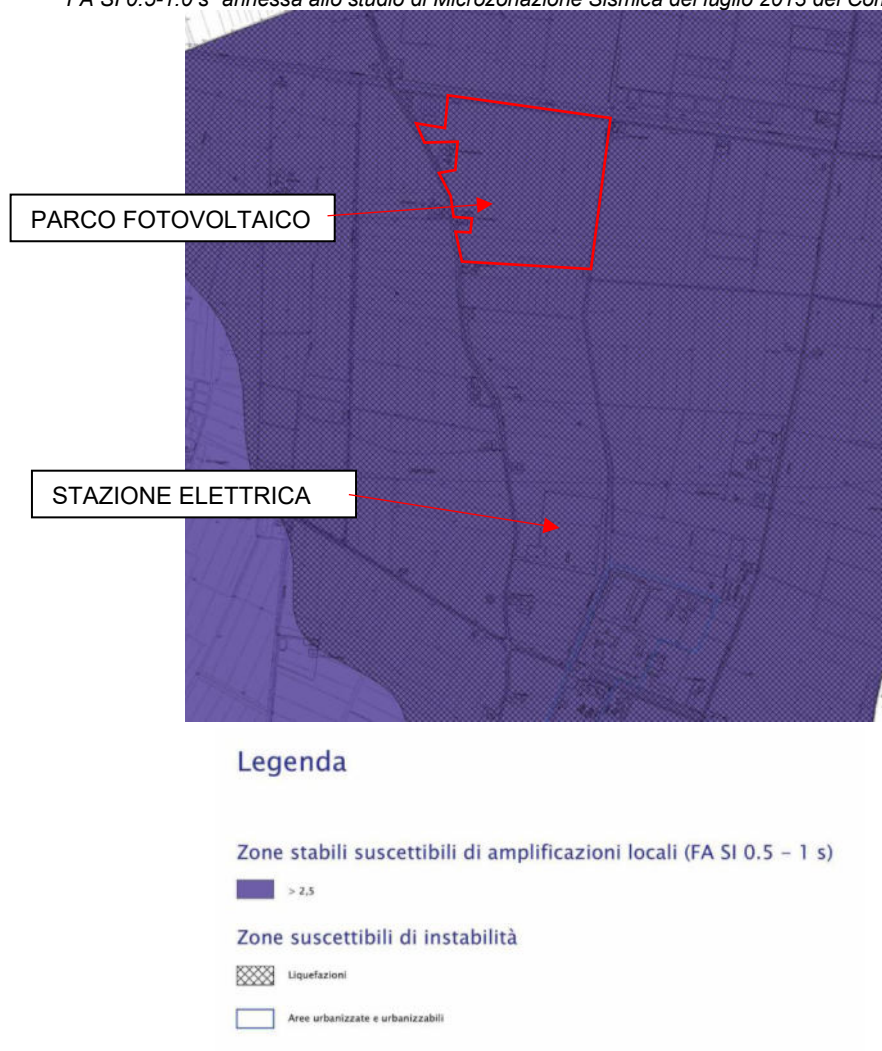 FA SI 0.5-1.0 s" annessa allo studio di Microzonazione Sismica del luglio 2015 del Com
PARCO FOTOVOLTAICO
STAZIONE ELETTRICA
Legenda
Zone stabili suscettibili di amplificazioni locali (FA SI 0.5 – 1 s)
> 2,5
Zone suscettibili di instabilità
Liquefazioni
Aree urbanizzate e urbanizzabili